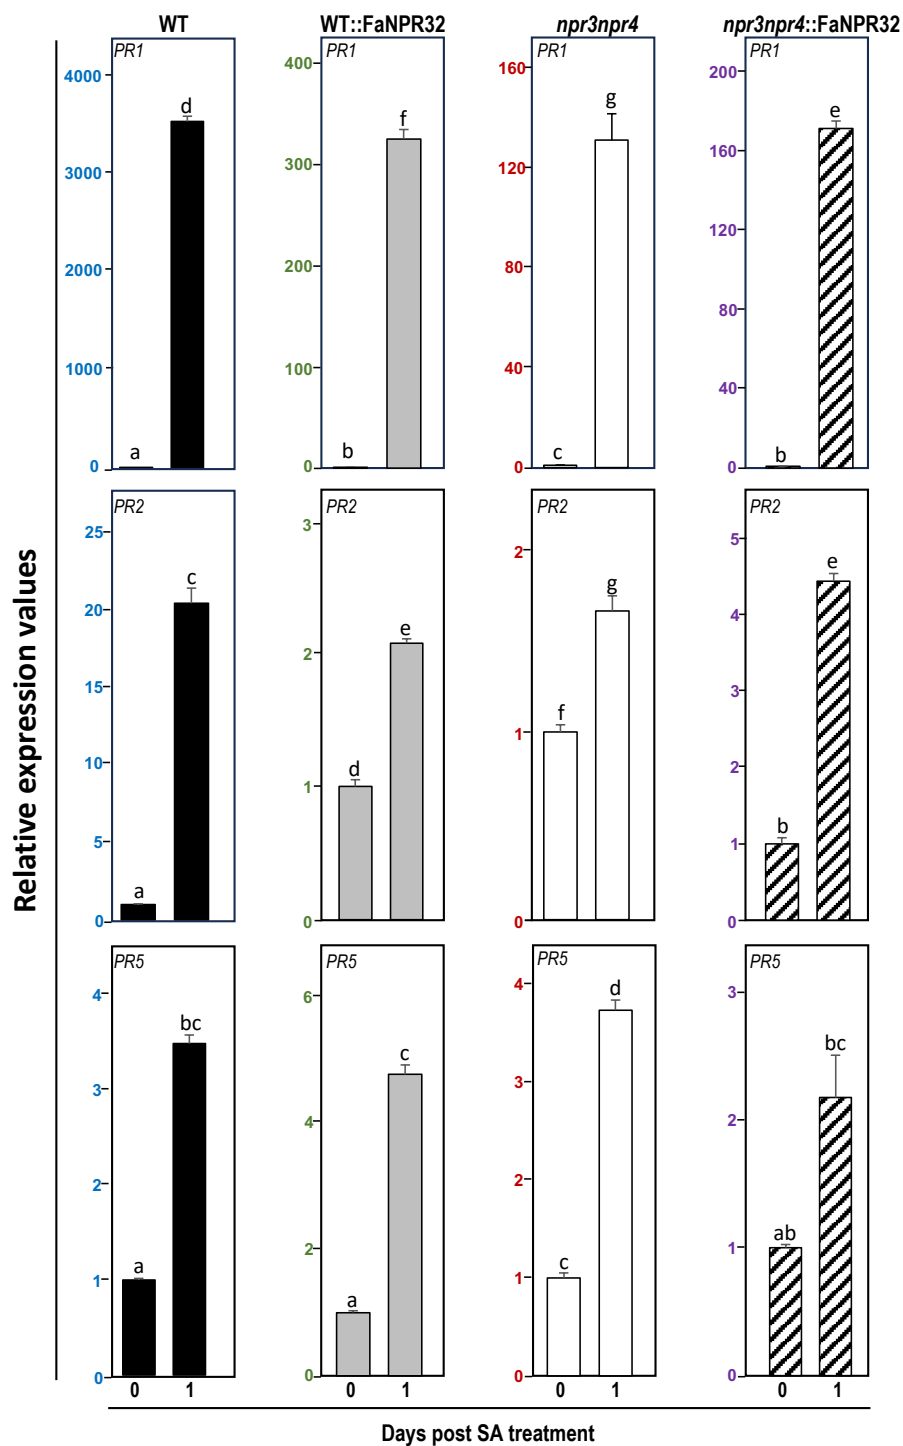 WT WT::FaNPR32 npr3npr4 npr3npr4::FaNPR32
PR1 PR1 PR1 PR1
4000 400 160 200
3000 300 120 160
2000 200 80 120
1000 100 40 80
0 0 0 40
0
a d b f c g b e
PR2 PR2 PR2 PR2
25 3 2 5
20 2 1 4
15 1 0 3
10 0 2
5 1
0 0
a c d e f g b e
PR5 PR5 PR5 PR5
4 6 4 3
3 4 3 2
2 2 2 1
1 0 1 0
0 0
a bc a c c d ab bc
0 1 0 1 0 1 0 1
Relative expression values
Days post SA treatment